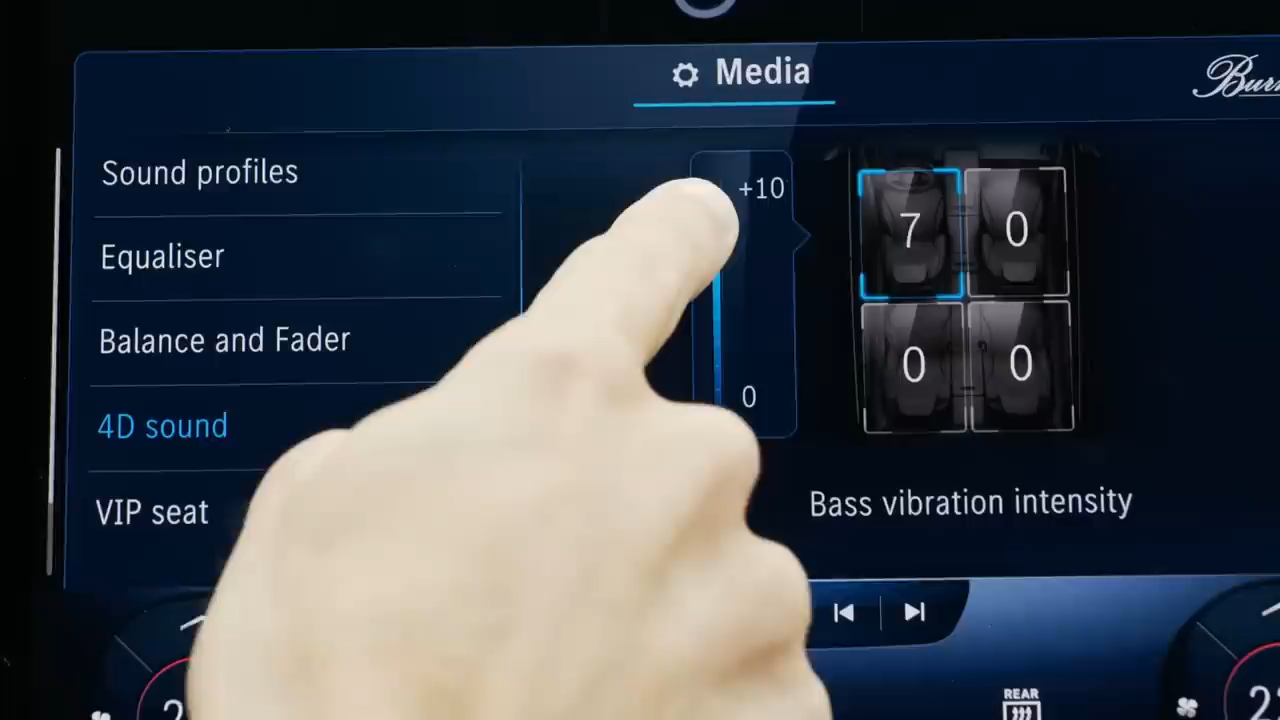 Media
Sound profiles
Equaliser
Balance and Fader
4D sound
VIP seat
+10
0
7 0
0 0
Bass vibration intensity
REAR